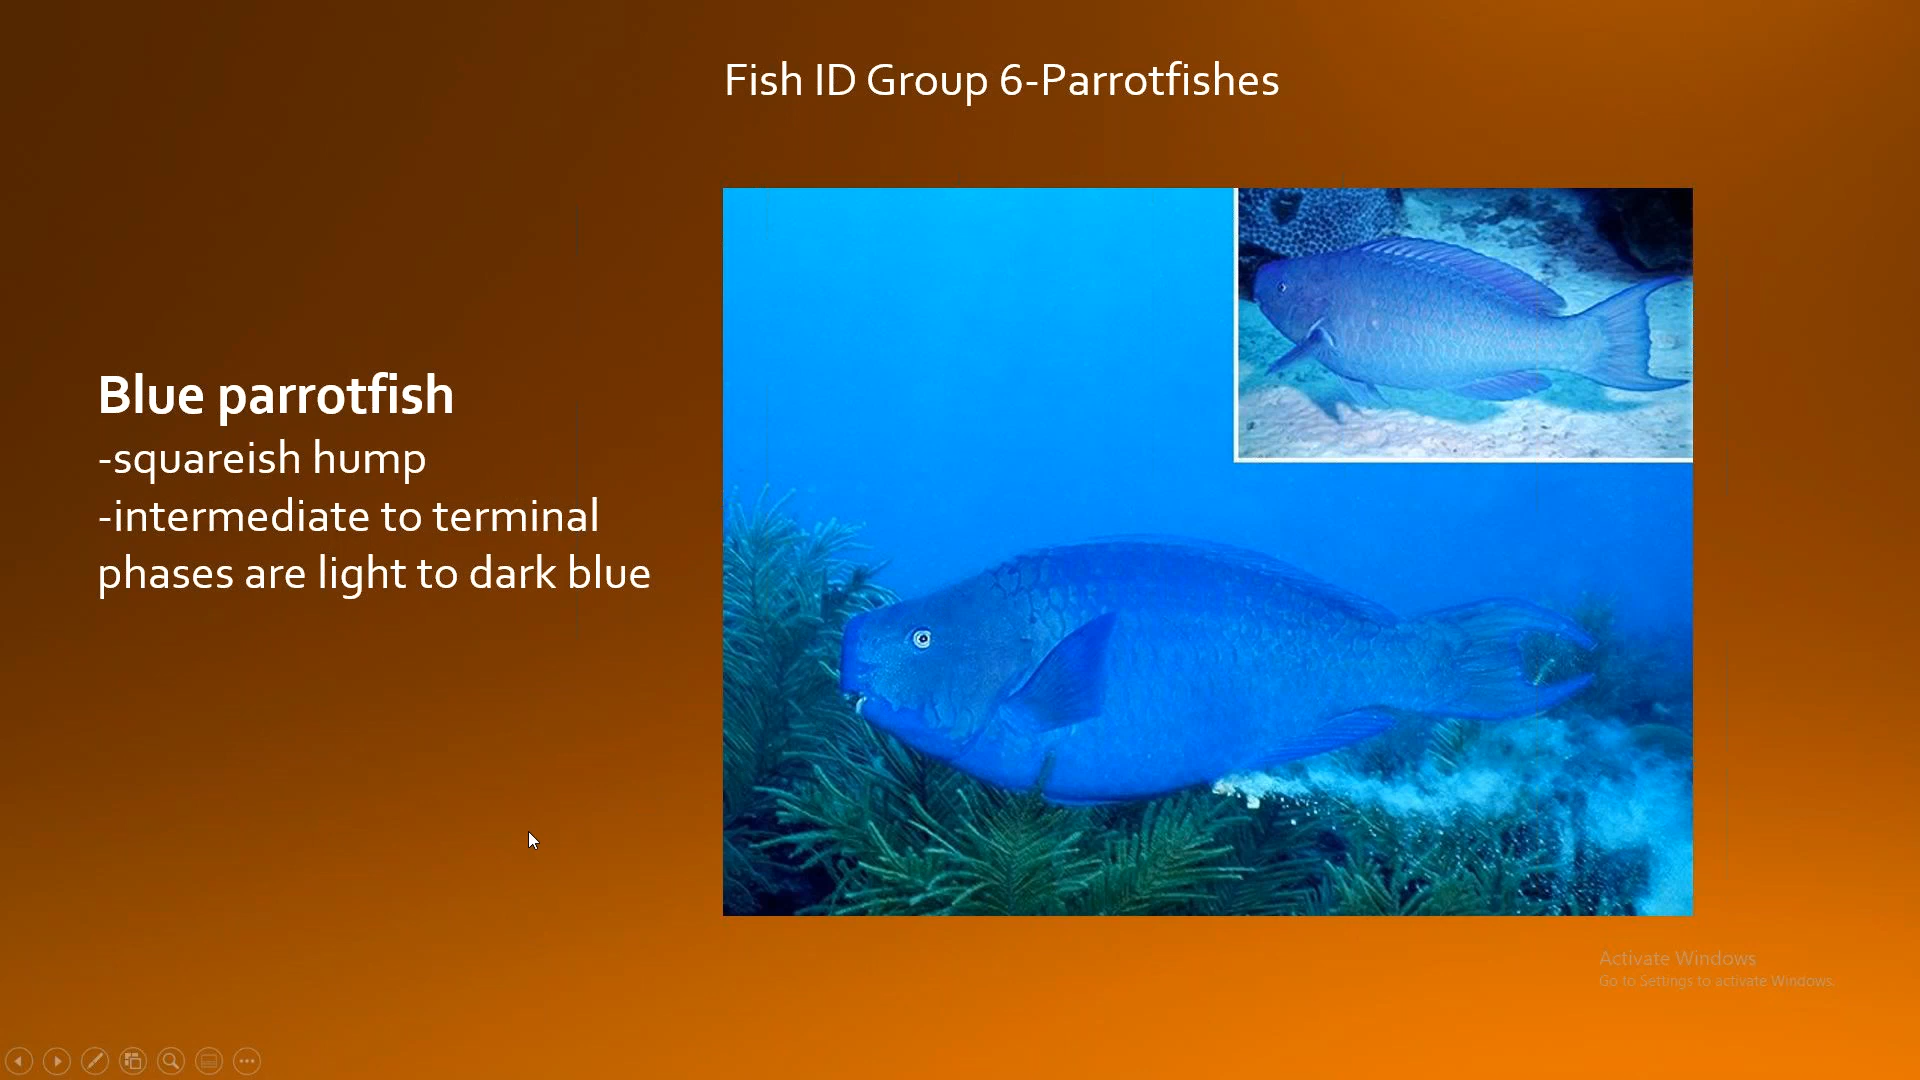 Fish ID Group 6-Parrotfishes
Blue parrotfish
-squareish hump
-intermediate to terminal
phases are light to dark blue
Activate Windows
Go to Settings to activate Windows.